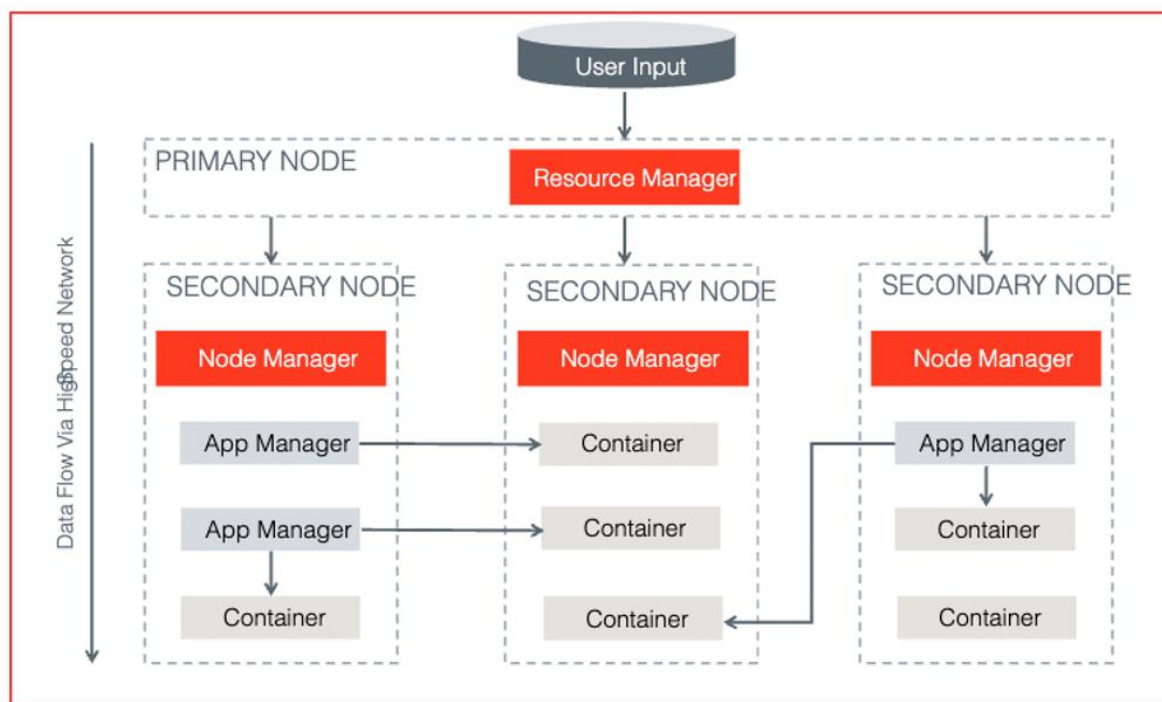 User Input
PRIMARY NODE
Resource Manager
Data Flow Via High Speed Network
SECONDARY NODE
Node Manager
App Manager
App Manager
Container
SECONDARY NODE
Node Manager
Container
Container
Container
SECONDARY NODE
Node Manager
App Manager
Container
Container